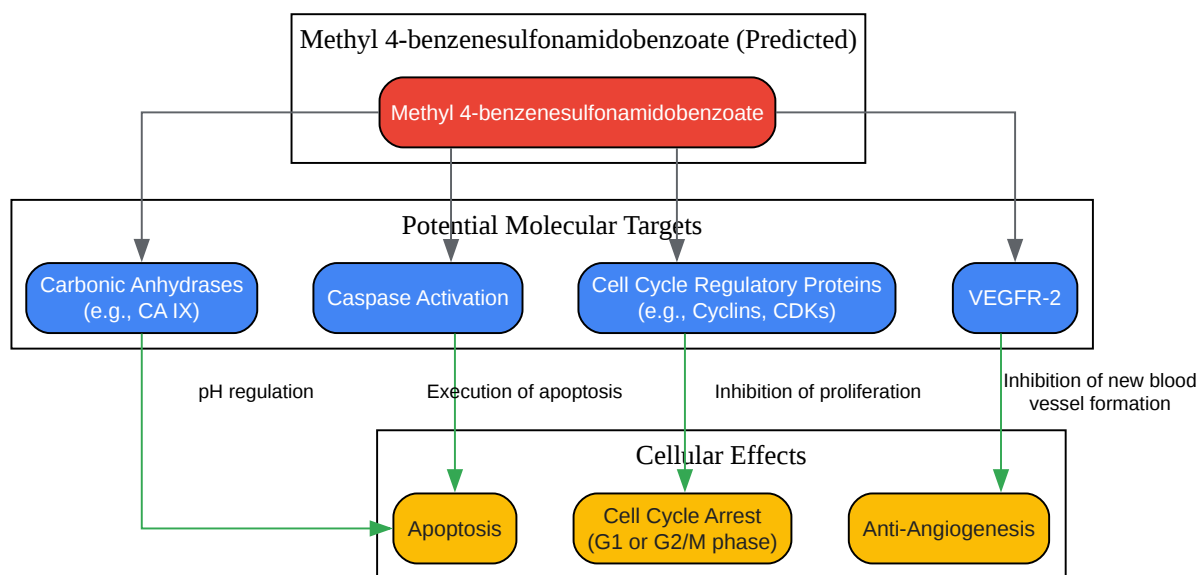 Methyl 4-benzenesulfonamidobenzoate (Predicted)
Methyl 4-benzenesulfonamidobenzoate
Potential Molecular Targets
Carbonic Anhydrases
(e.g., CA IX)
Caspase Activation
Cell Cycle Regulatory Proteins
(e.g., Cyclins, CDKs)
VEGFR-2
pH regulation
Execution of apoptosis
Inhibition of proliferation
Inhibition of new blood
vessel formation
Cellular Effects
Apoptosis
Cell Cycle Arrest
(G1 or G2/M phase)
Anti-Angiogenesis